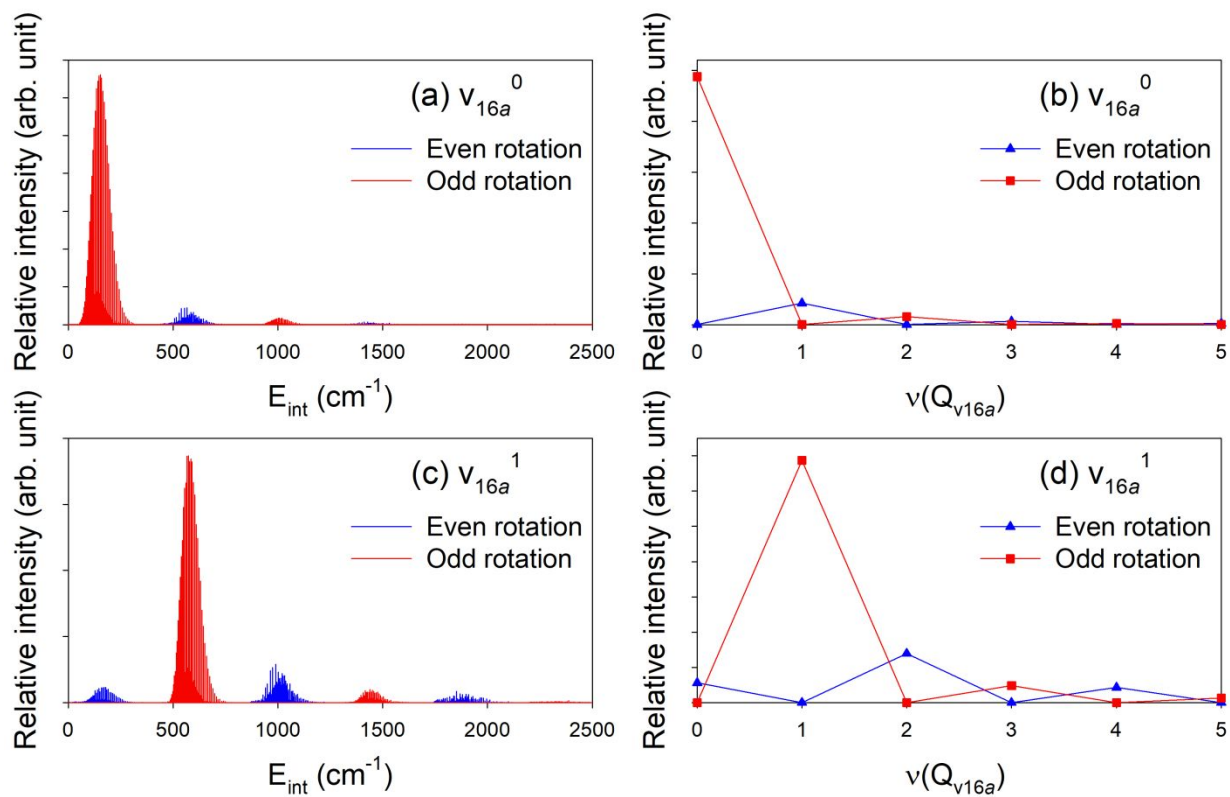 Relative intensity (arb. unit)
(a) v16a0
Even rotation
Odd rotation
0 500 1000 1500 2000 2500
Eint (cm-1)
Relative intensity (arb. unit)
(b) v16a0
Even rotation
Odd rotation
0 1 2 3 4 5
ν(Qv16a)
Relative intensity (arb. unit)
(c) v16a1
Even rotation
Odd rotation
0 500 1000 1500 2000 2500
Eint (cm-1)
Relative intensity (arb. unit)
(d) v16a1
Even rotation
Odd rotation
0 1 2 3 4 5
ν(Qv16a)